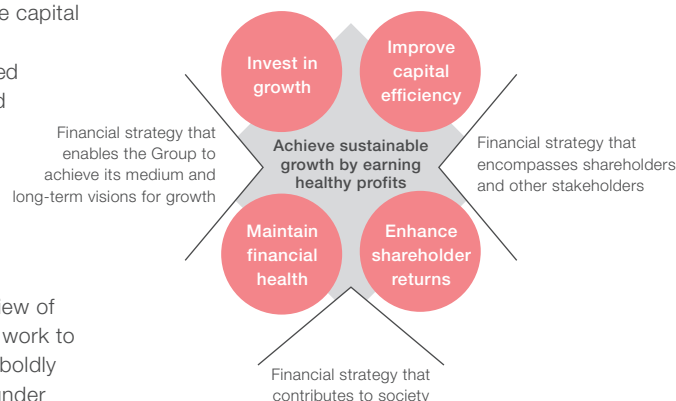 e capital
ed
d
view of
work to
boldly
under
Invest in
growth
Improve
capital
efficiency
Financial strategy that
enables the Group to
achieve its medium and
long-term visions for growth
Achieve sustainable
growth by earning
healthy profits
Financial strategy that
encompasses shareholders
and other stakeholders
Maintain
financial
health
Enhance
shareholder
returns
Financial strategy that
contributes to society